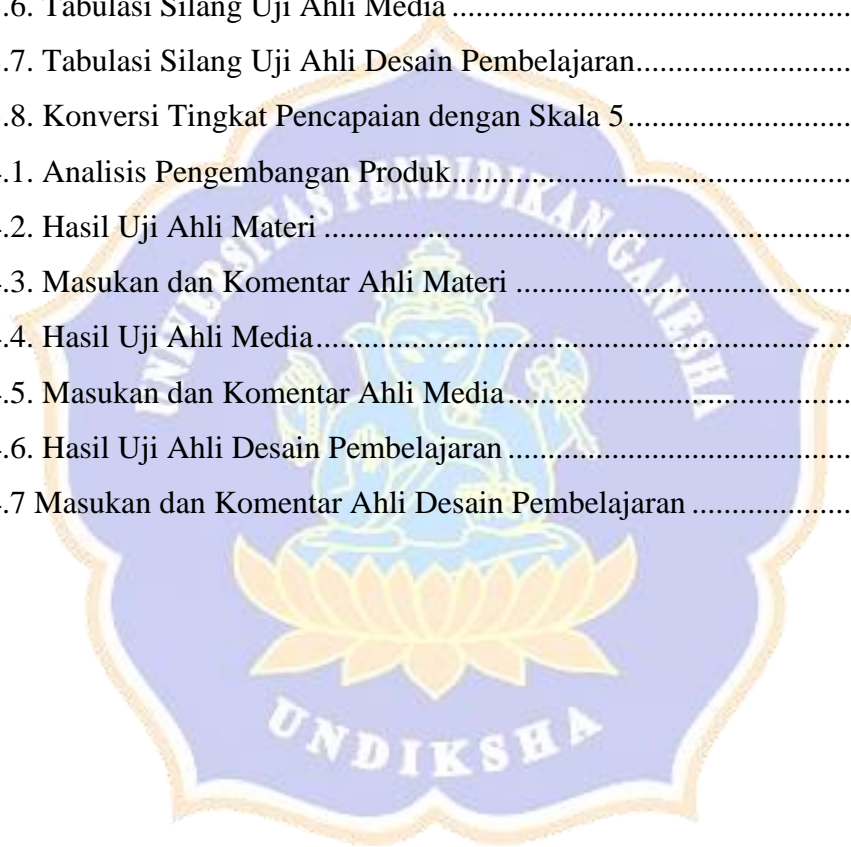 .6. Tabulasi Silang Uji Ahli Media ..........................................
.7. Tabulasi Silang Uji Ahli Desain Pembelajaran..........................
.8. Konversi Tingkat Pencapaian dengan Skala 5...........................
.1. Analisis Pengembangan Produk................................................
.2. Hasil Uji Ahli Materi ................................................................
.3. Masukan dan Komentar Ahli Materi .........................................
.4. Hasil Uji Ahli Media.................................................................
.5. Masukan dan Komentar Ahli Media..........................................
.6. Hasil Uji Ahli Desain Pembelajaran ..........................................
.7 Masukan dan Komentar Ahli Desain Pembelajaran ...................
UNIVERSITAS PENDIDIKAN GANESHA
UNDIKSHA